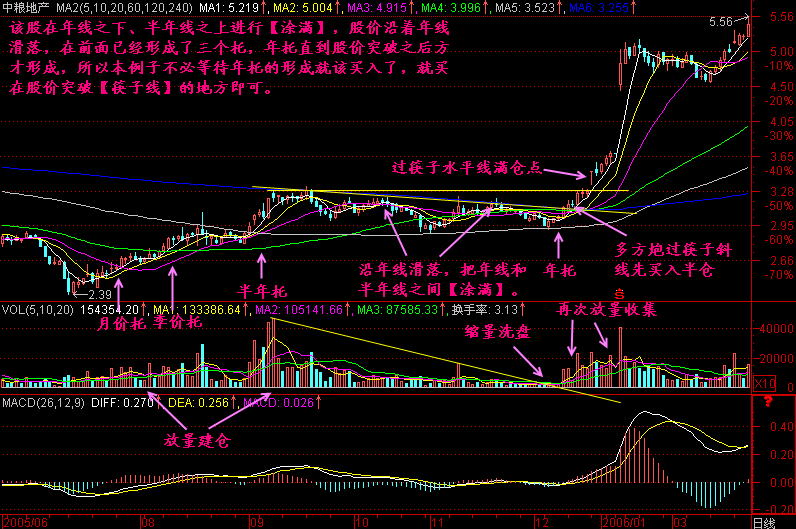 中粮地产 MA2(5,10,20,60,120,240) MA1: 5.219↑, MA2: 5.004↑, MA3: 4.915↑, MA4: 3.996↑, MA5: 3.523↑, MA6: 3.255↑
该股在年线之下、半年线之上进行【涂满】，股价沿着年线
滑落，在前面已经形成了三个托，年托直到股价突破之后方
才形成，所以本例子不必等待年托的形成就该买入了，就买
在股价突破【筷子线】的地方即可。
5.56
5.56
5.00
-10%
4.50
-20%
4.05
-30%
3.65
-40%
3.28
-50%
2.95
-60%
2.66
-70%
过筷子水平线满仓点
多方炮过筷子斜
线先买入半仓
沿年线滑落，把年线和
半年线之间【涂满】。
年托
半年托
2.39
月价托
季价托
VOL(5,10,20) 154354.20↑, MA1: 133386.64↑, MA2: 105141.66↑, MA3: 87585.33↑, 换手率: 3.13↑
再次放量收集
缩量洗盘
40000
20000
0
X10
MACD(26,12,9) DIFF: 0.270↑, DEA: 0.256↑, MACD: 0.026↑
放量建仓
?
0.40
0.20
0.00
-0.20
2005/06
08
09
10
11
12
2006/01
03
日线